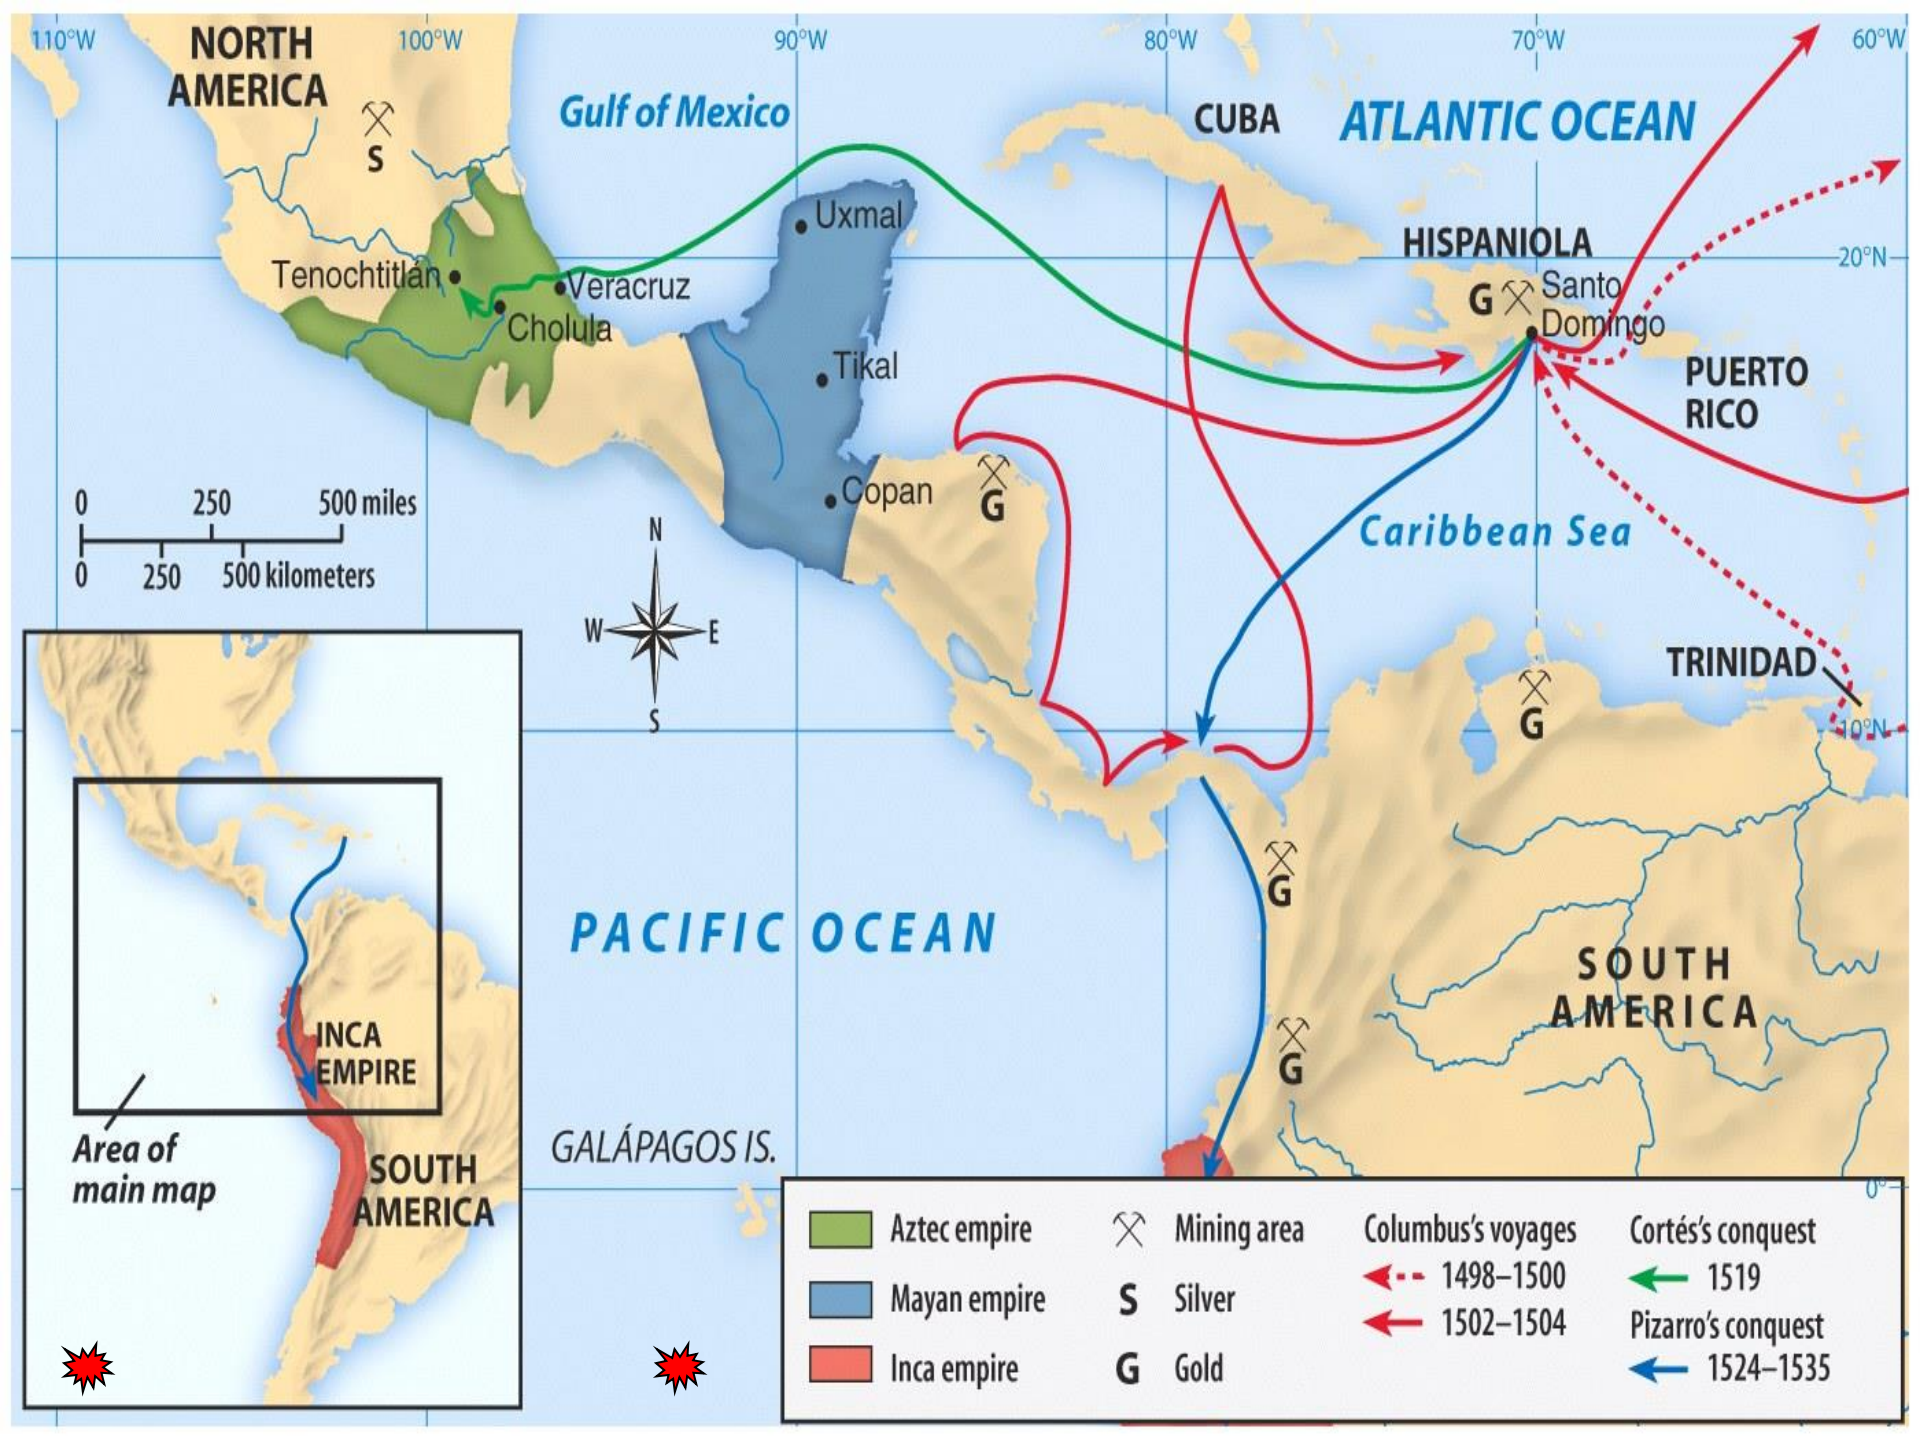 110°W
100°W
90°W
80°W
70°W
60°W
NORTH
AMERICA
S
Gulf of Mexico
CUBA
ATLANTIC OCEAN
Uxmal
HISPANIOLA
20°N
Tenochtitlán
Veracruz
G
Santo
Domingo
Cholula
Tikal
PUERTO
RICO
Copan
G
0 250 500 miles
0 250 500 kilometers
N
W E
S
Caribbean Sea
TRINIDAD
G
10°N
G
PACIFIC OCEAN
SOUTH
AMERICA
G
INCA
EMPIRE
Area of
main map
SOUTH
AMERICA
GALÁPAGOS IS.
0°
Aztec empire
Mayan empire
Inca empire
Mining area
S Silver
G Gold
Columbus's voyages
1498–1500
1502–1504
Cortés's conquest
1519
Pizarro's conquest
1524–1535